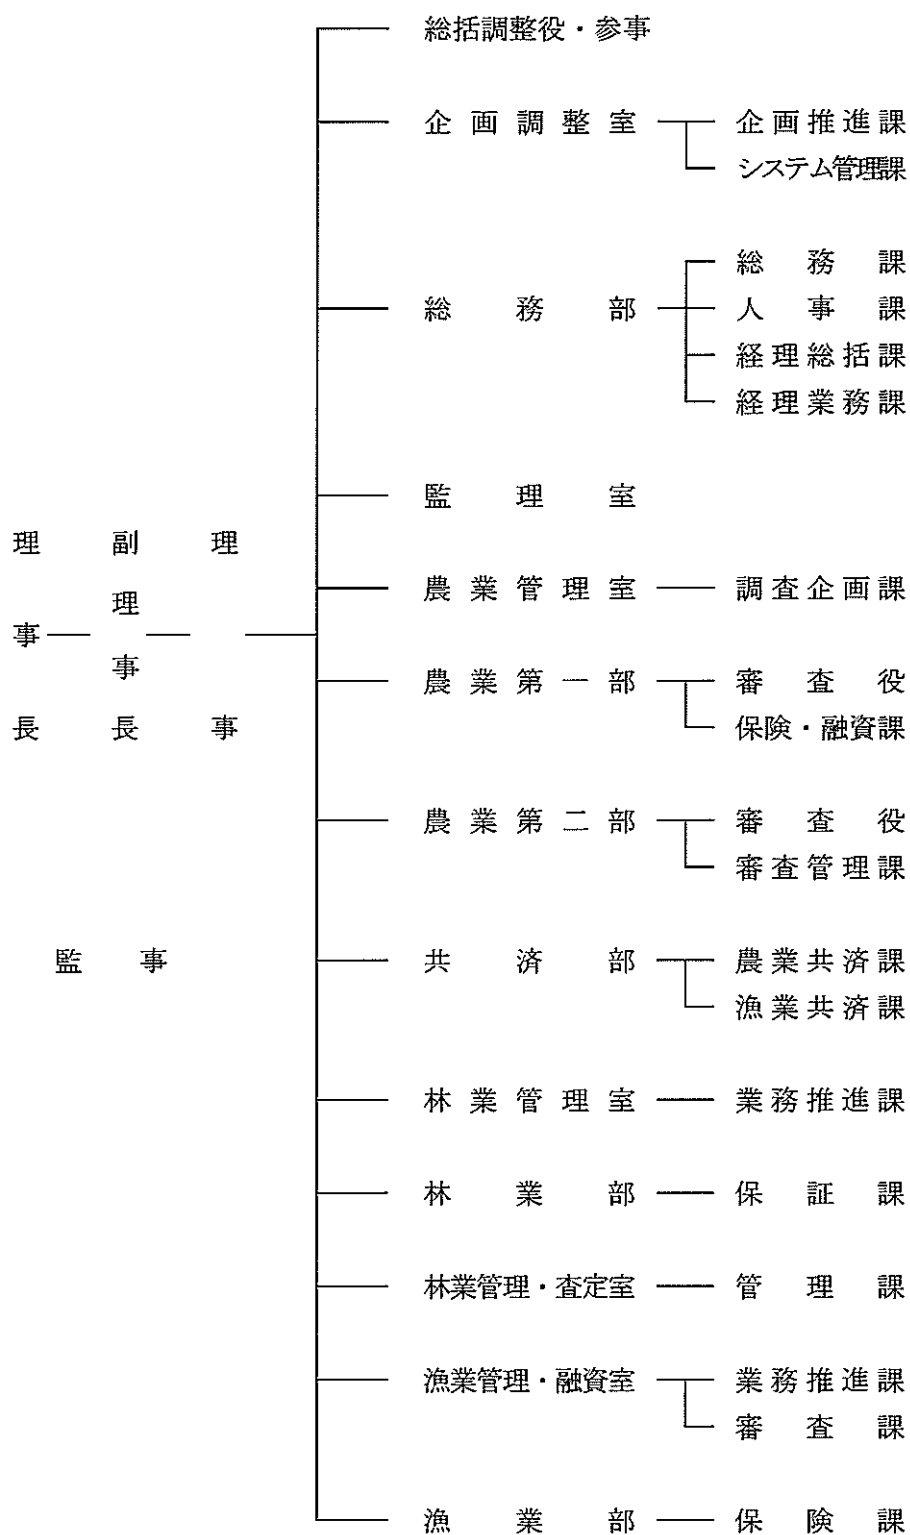 総括調整役・参事
企画調整室
企画推進課
システム管理課
総務部
総務課
人事課
経理総括課
経理業務課
監理室
理事長
副理事長
理事
農業管理室
調査企画課
農業第一部
審査役
保険・融資課
農業第二部
審査役
審査管理課
監事
共済部
農業共済課
漁業共済課
林業管理室
業務推進課
林業部
保証課
林業管理・査定室
管理課
漁業管理・融資室
業務推進課
審査課
漁業部
保険課